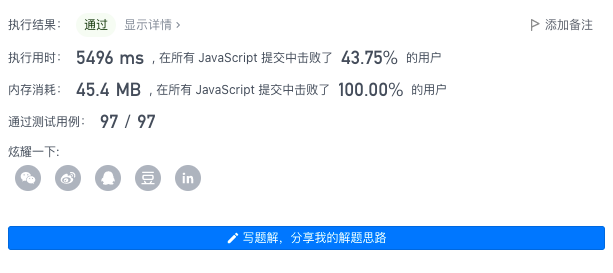 执行结果： 通过 显示详情 › 添加备注
执行用时： 5496 ms , 在所有 JavaScript 提交中击败了 43.75% 的用户
内存消耗： 45.4 MB , 在所有 JavaScript 提交中击败了 100.00% 的用户
通过测试用例： 97 / 97
炫耀一下:
豆 in
写题解，分享我的解题思路